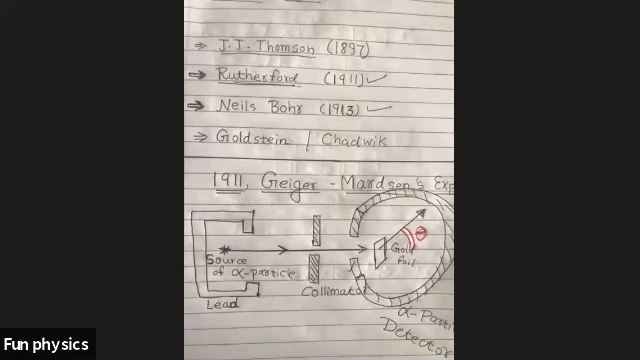 ⇒ J.J. Thomson (1897)
⇒ Rutherford (1911) ✓
⇒ Neils Bohr (1913) ✓
⇒ Goldstein / Chadwik
1911, Geiger - Mardsen's Exp
Source
of α-particle
Lead
Collimator
Gold
foil
θ
α-Parti
Detector
Fun physics